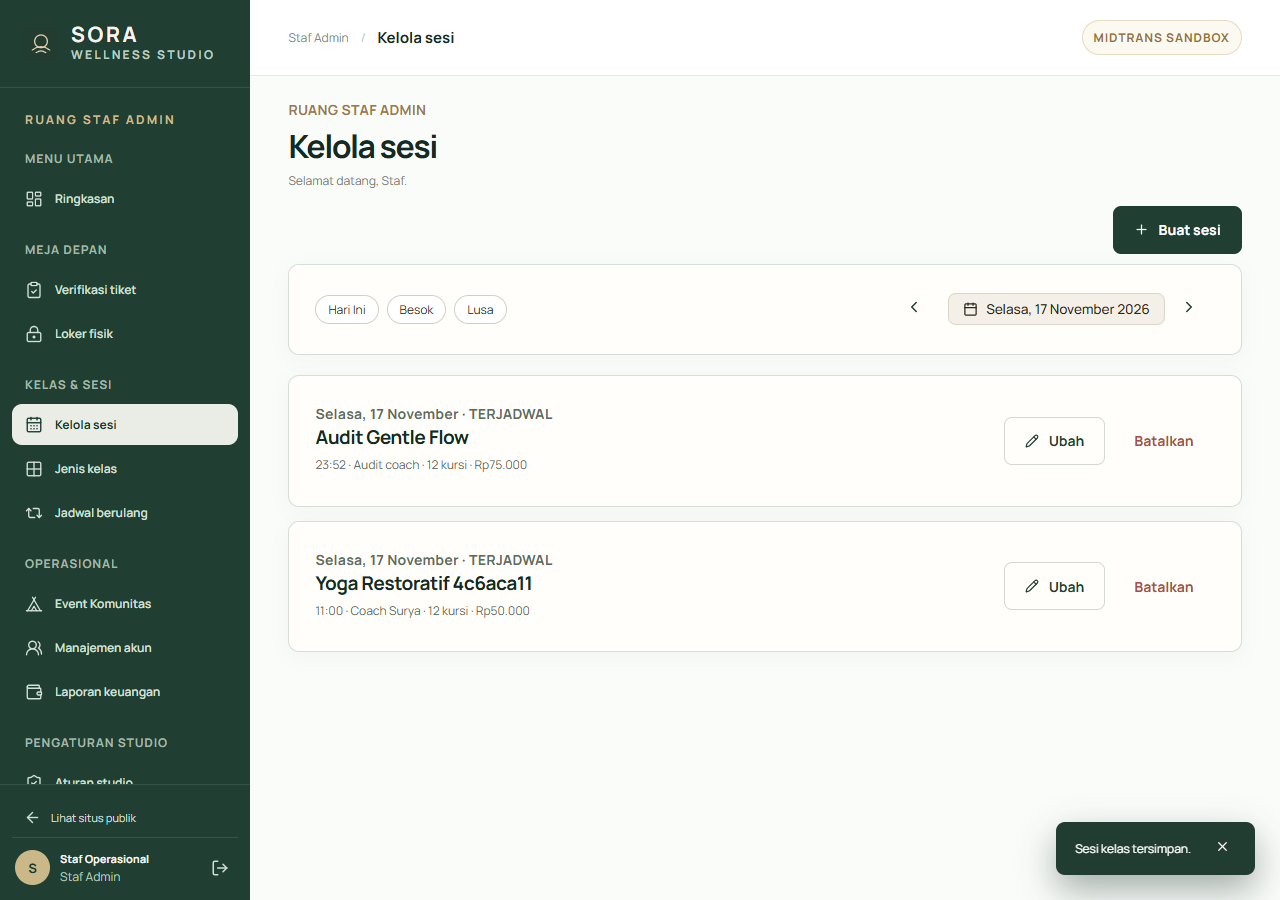 SORA
WELLNESS STUDIO
RUANG STAF ADMIN
MENU UTAMA
Ringkasan
MEJA DEPAN
Verifikasi tiket
Loker fisik
KELAS & SESI
Kelola sesi
Jenis kelas
Jadwal berulang
OPERASIONAL
Event Komunitas
Manajemen akun
Laporan keuangan
PENGATURAN STUDIO
Aturan studio
Lihat situs publik
S
Staf Operasional
Staf Admin
Staf Admin / Kelola sesi
MIDTRANS SANDBOX
RUANG STAF ADMIN
Kelola sesi
Selamat datang, Staf.
Buat sesi
Hari Ini Besok Lusa
Selasa, 17 November 2026
Selasa, 17 November · TERJADWAL
Audit Gentle Flow
23:52 · Audit coach · 12 kursi · Rp75.000
Ubah Batalkan
Selasa, 17 November · TERJADWAL
Yoga Restoratif 4c6aca11
11:00 · Coach Surya · 12 kursi · Rp50.000
Ubah Batalkan
Sesi kelas tersimpan.